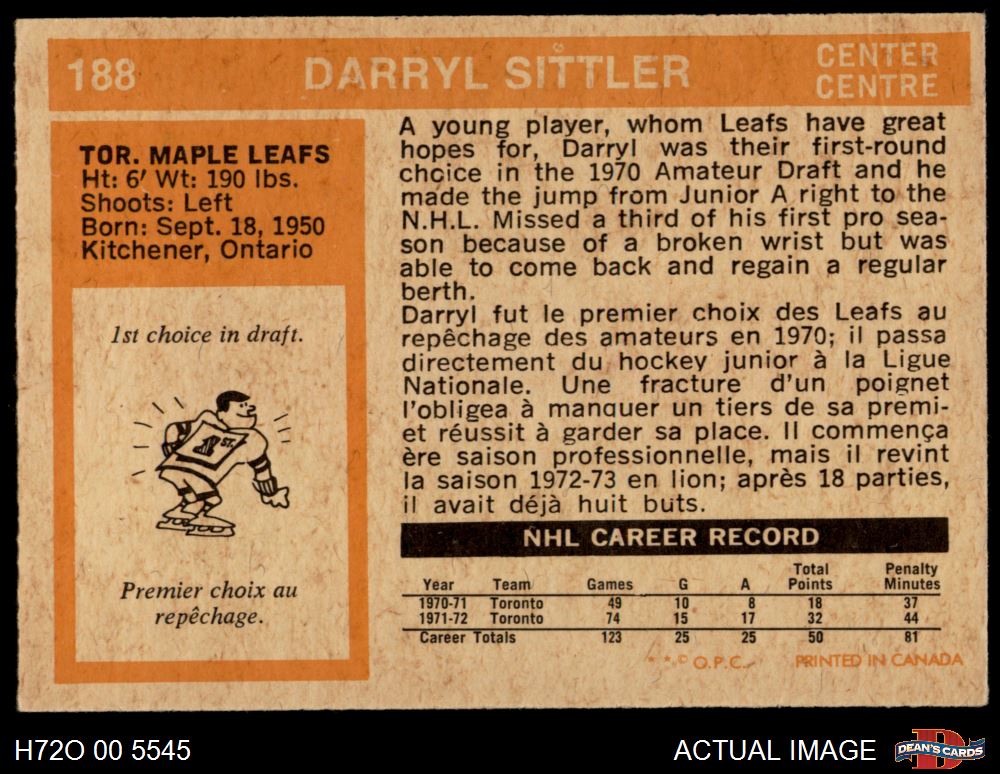 188 DARRYL SITTLER CENTER
CENTRE
TOR. MAPLE LEAFS
Ht: 6′ Wt: 190 lbs.
Shoots: Left
Born: Sept. 18, 1950
Kitchener, Ontario
1st choice in draft.
1ST.
Premier choix au
repêchage.
A young player, whom Leafs have great
hopes for, Darryl was their first-round
choice in the 1970 Amateur Draft and he
made the jump from Junior A right to the
N.H.L. Missed a third of his first pro sea-
son because of a broken wrist but was
able to come back and regain a regular
berth.
Darryl fut le premier choix des Leafs au
repêchage des amateurs en 1970; il passa
directement du hockey junior à la Ligue
Nationale. Une fracture d'un poignet
l'obligea à manquer un tiers de sa premi-
et réussit à garder sa place. Il commença
ère saison professionnelle, mais il revint
la saison 1972-73 en lion; après 18 parties,
il avait déjà huit buts.
NHL CAREER RECORD
Year Team Games G A Total Points Penalty Minutes
1970-71 Toronto 49 10 8 18 37
1971-72 Toronto 74 15 17 32 44
Career Totals 123 25 25 50 81
* * © O.P.C. PRINTED IN CANADA
H72O 00 5545 ACTUAL IMAGE D DEAN'S CARDS